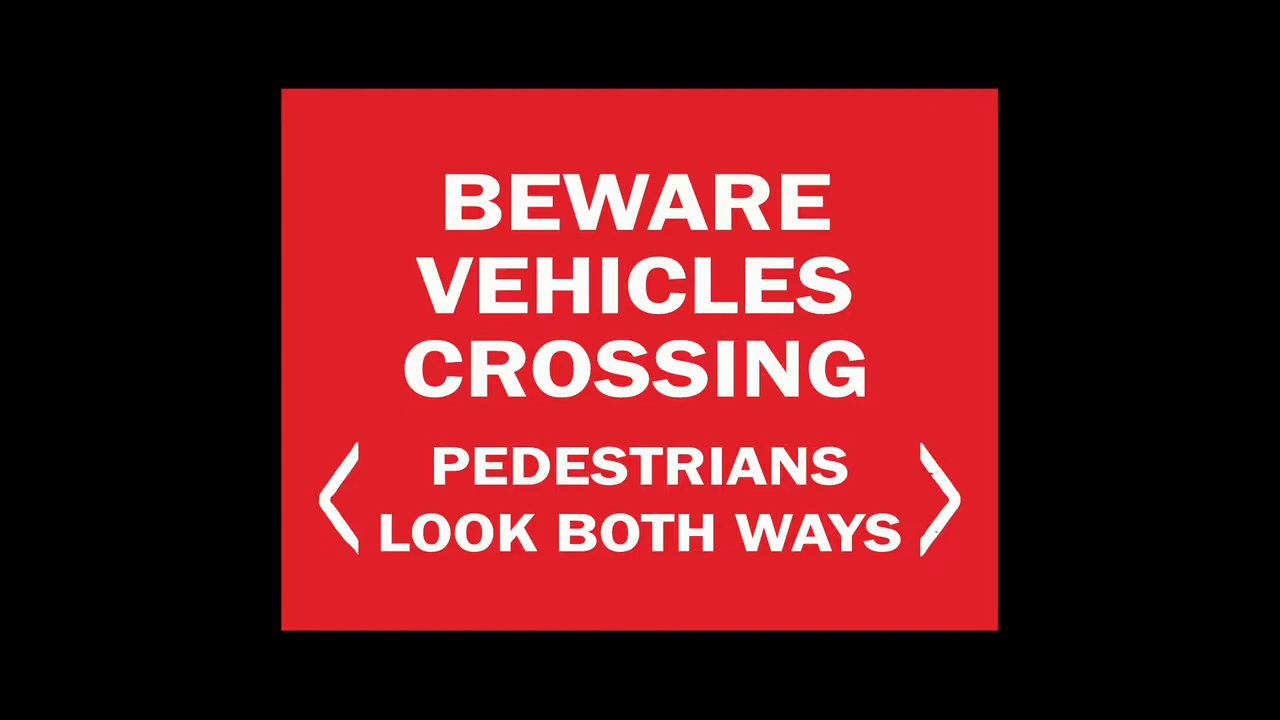 BEWARE
VEHICLES
CROSSING
PEDESTRIANS
LOOK BOTH WAYS